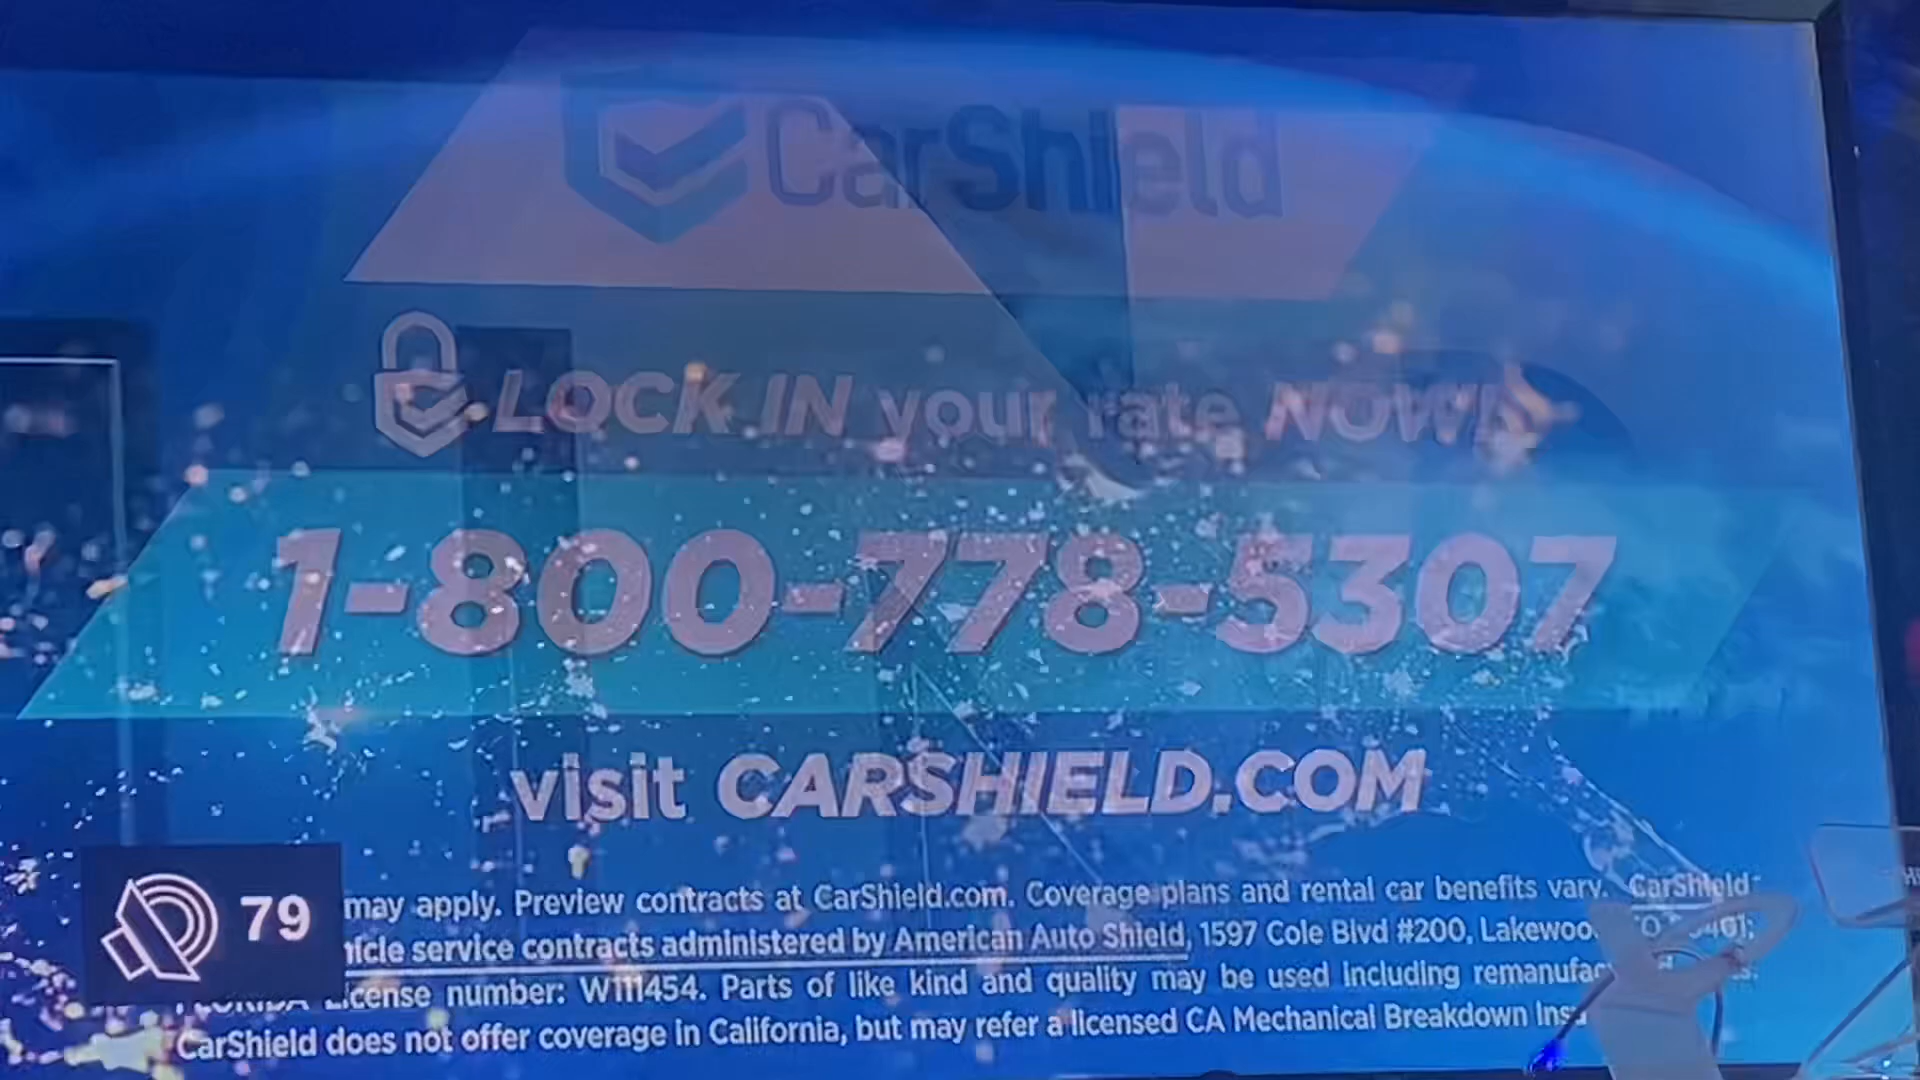 CarShield
LOCK IN your rate NOW!
1-800-778-5307
visit CARSHIELD.COM
79
may apply. Preview contracts at CarShield.com. Coverage plans and rental car benefits vary. CarShield
service contracts administered by American Auto Shield, 1597 Cole Blvd #200,
FLORIDA License number: W111454. Parts of like kind and quality may be used including
CarShield does not offer coverage in California, but may refer a licensed CA Mechanical Breakdown